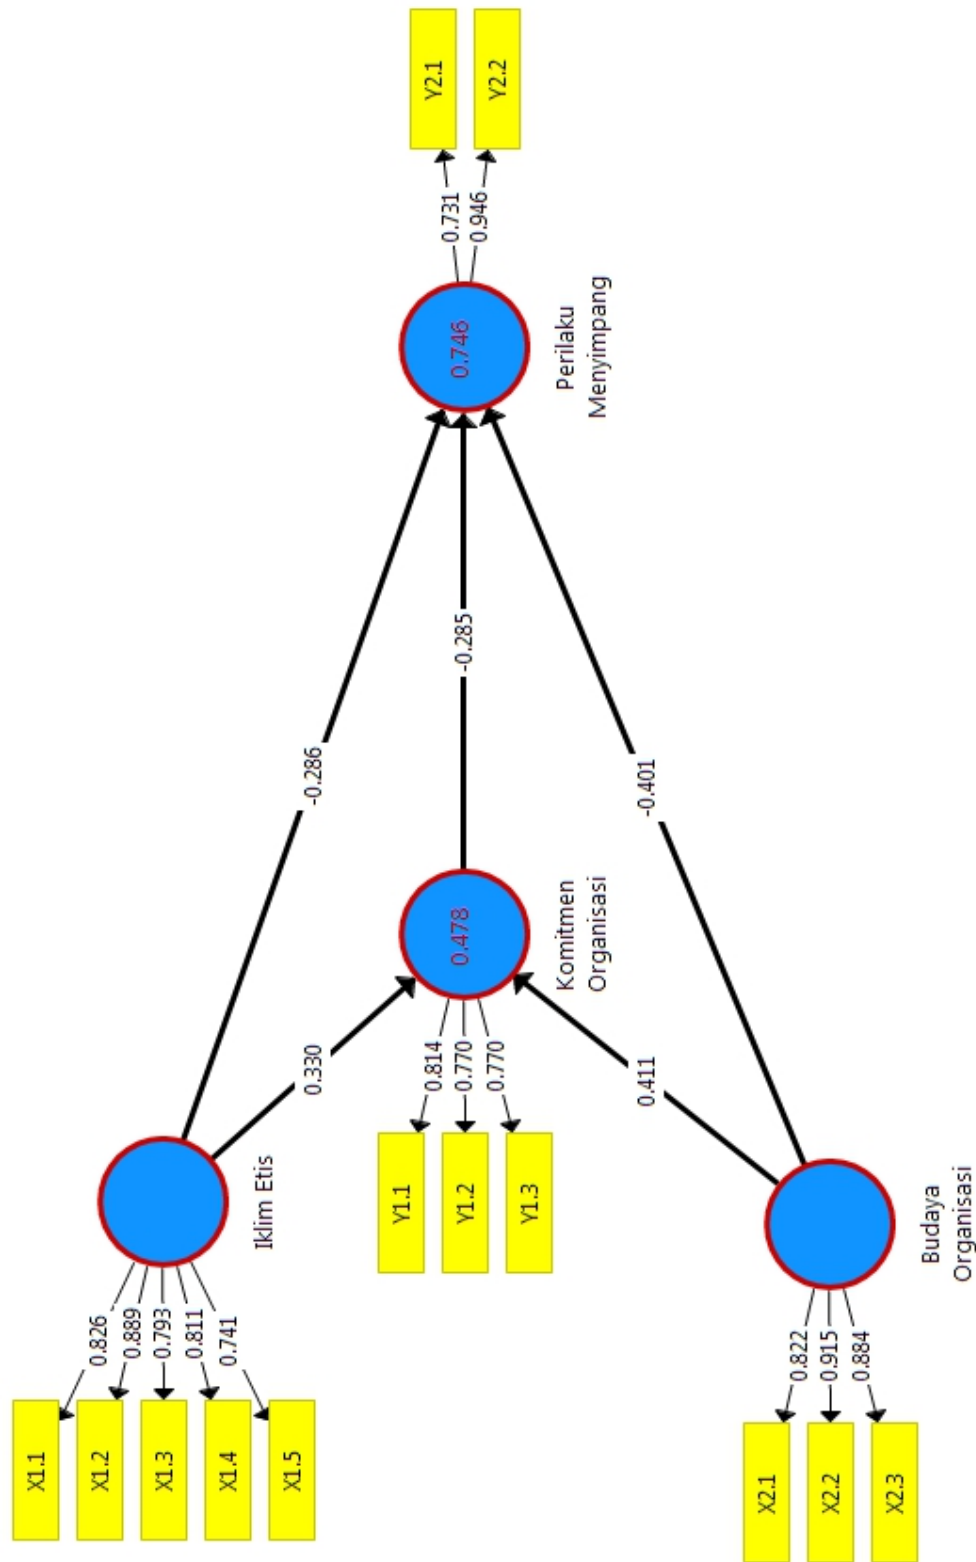 X1.1
X1.2
X1.3
X1.4
X1.5
0.826
0.889
0.793
0.811
0.741
Iklim Etis
0.330
-0.286
Y1.1
Y1.2
Y1.3
0.814
0.770
0.770
0.478
Komitmen
Organisasi
-0.285
0.746
Perilaku
Menyimpang
0.731
0.946
Y2.1
Y2.2
0.411
-0.401
X2.1
X2.2
X2.3
0.822
0.915
0.884
Budaya
Organisasi